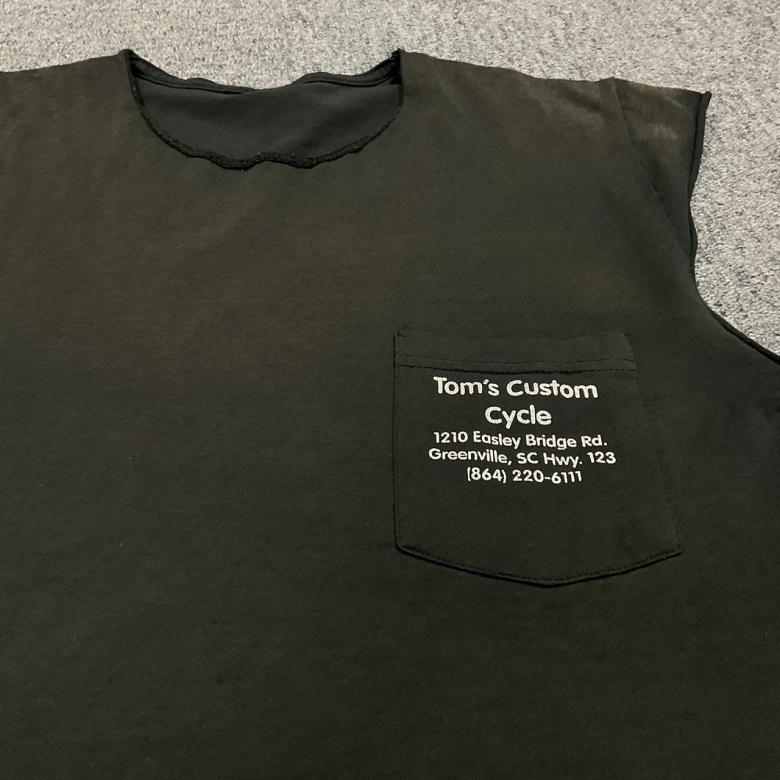 Tom's Custom
Cycle
1210 Easley Bridge Rd.
Greenville, SC Hwy. 123
(864) 220-6111